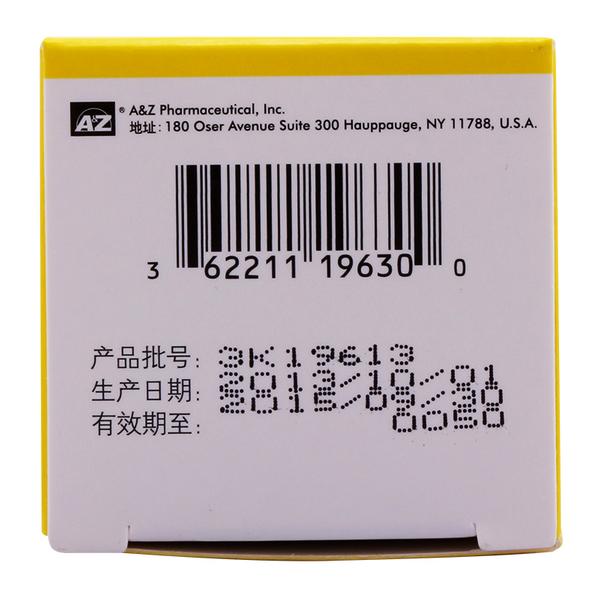 A&Z ® A&Z Pharmaceutical, Inc.
地址: 180 Oser Avenue Suite 300 Hauppauge, NY 11788, U.S.A.
3 62211 19630 0
产品批号: 3K19613
生产日期: 2013/10/01
有效期至: 2015/09/30
0050